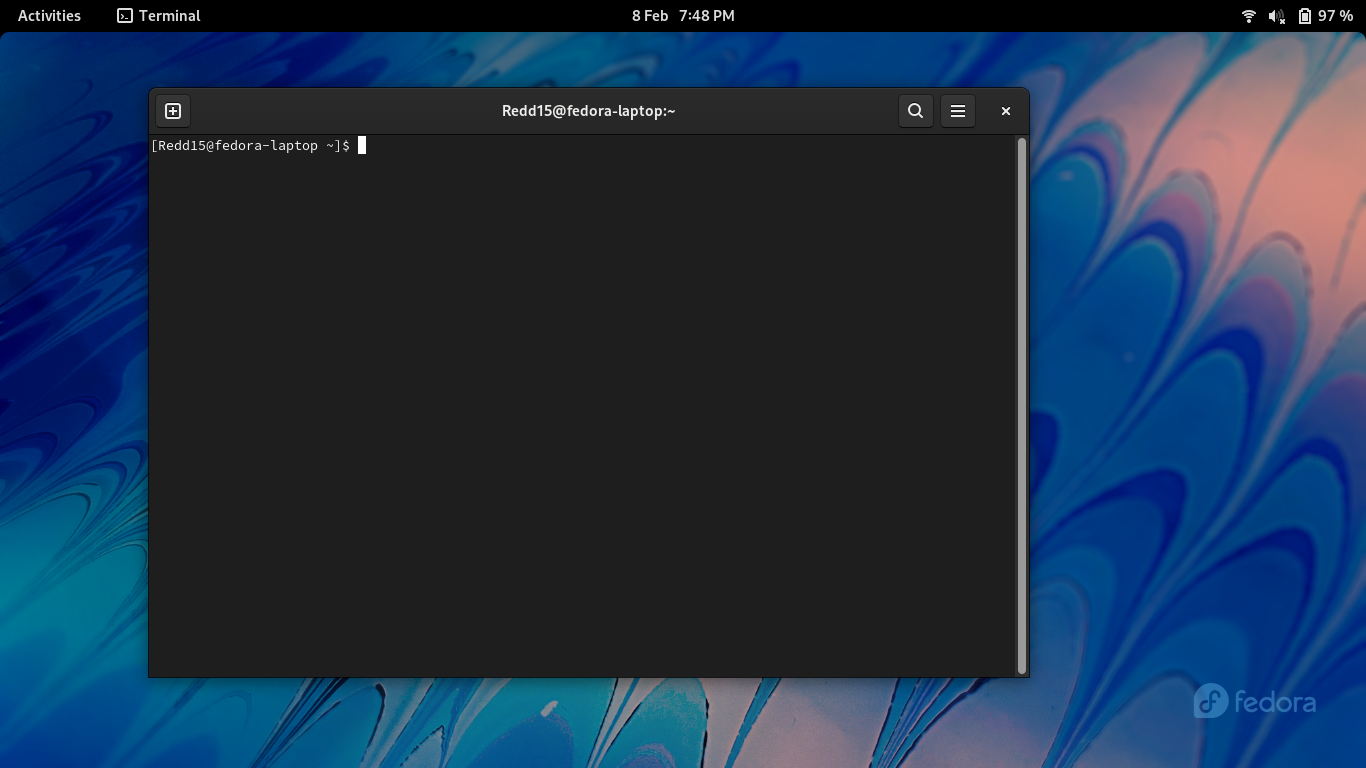 Activities Terminal 8 Feb 7:48 PM 97 %
Redd15@fedora-laptop:~
[Redd15@fedora-laptop ~]$
fedora